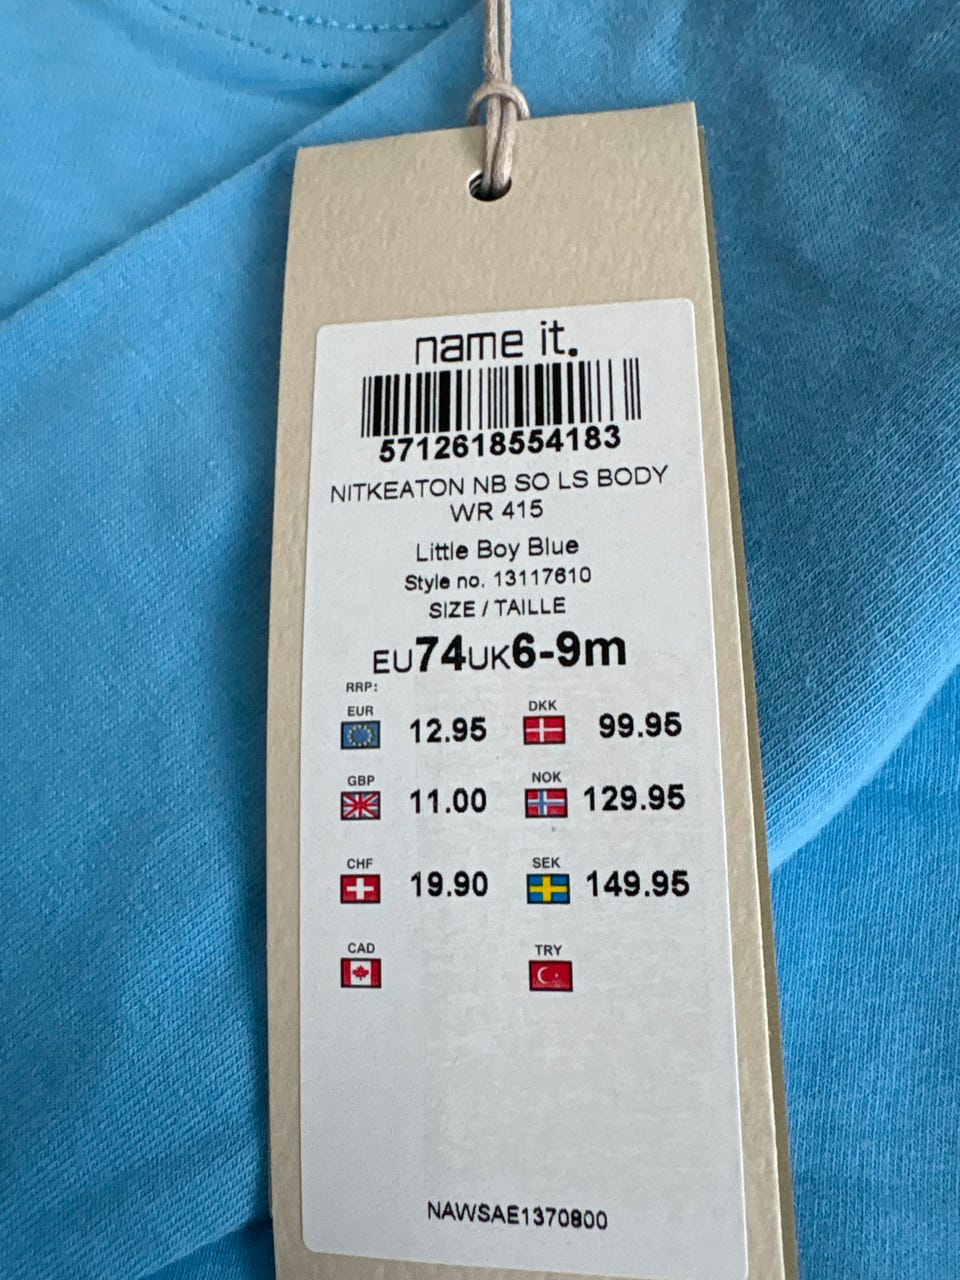 name it.
5712618554183
NITKEATON NB SO LS BODY
WR 415
Little Boy Blue
Style no. 13117610
SIZE / TAILLE
EU74UK6-9m
RRP:
EUR 12.95 DKK 99.95
GBP 11.00 NOK 129.95
CHF 19.90 SEK 149.95
CAD TRY
NAWSAE1370800